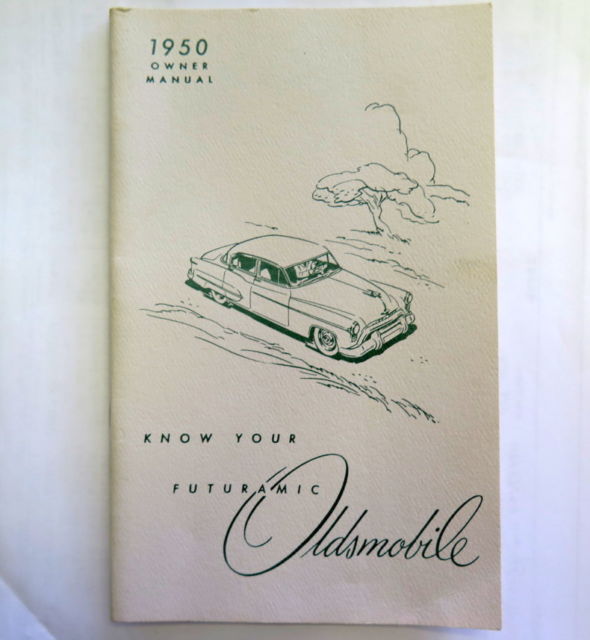 1950
OWNER
MANUAL
KNOW YOUR
FUTURAMIC
Oldsmobile